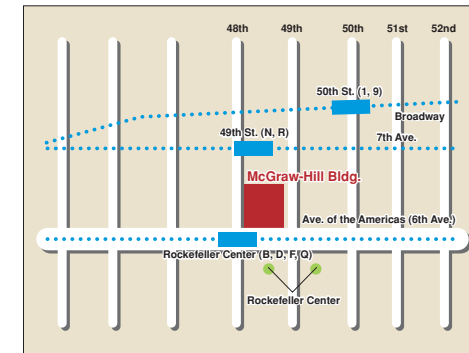 48th 49th 50th 51st 52nd
50th St. (1, 9)
Broadway
49th St. (N, R)
7th Ave.
McGraw-Hill Bldg.
Ave. of the Americas (6th Ave.)
Rockefeller Center (B, D, F, Q)
Rockefeller Center